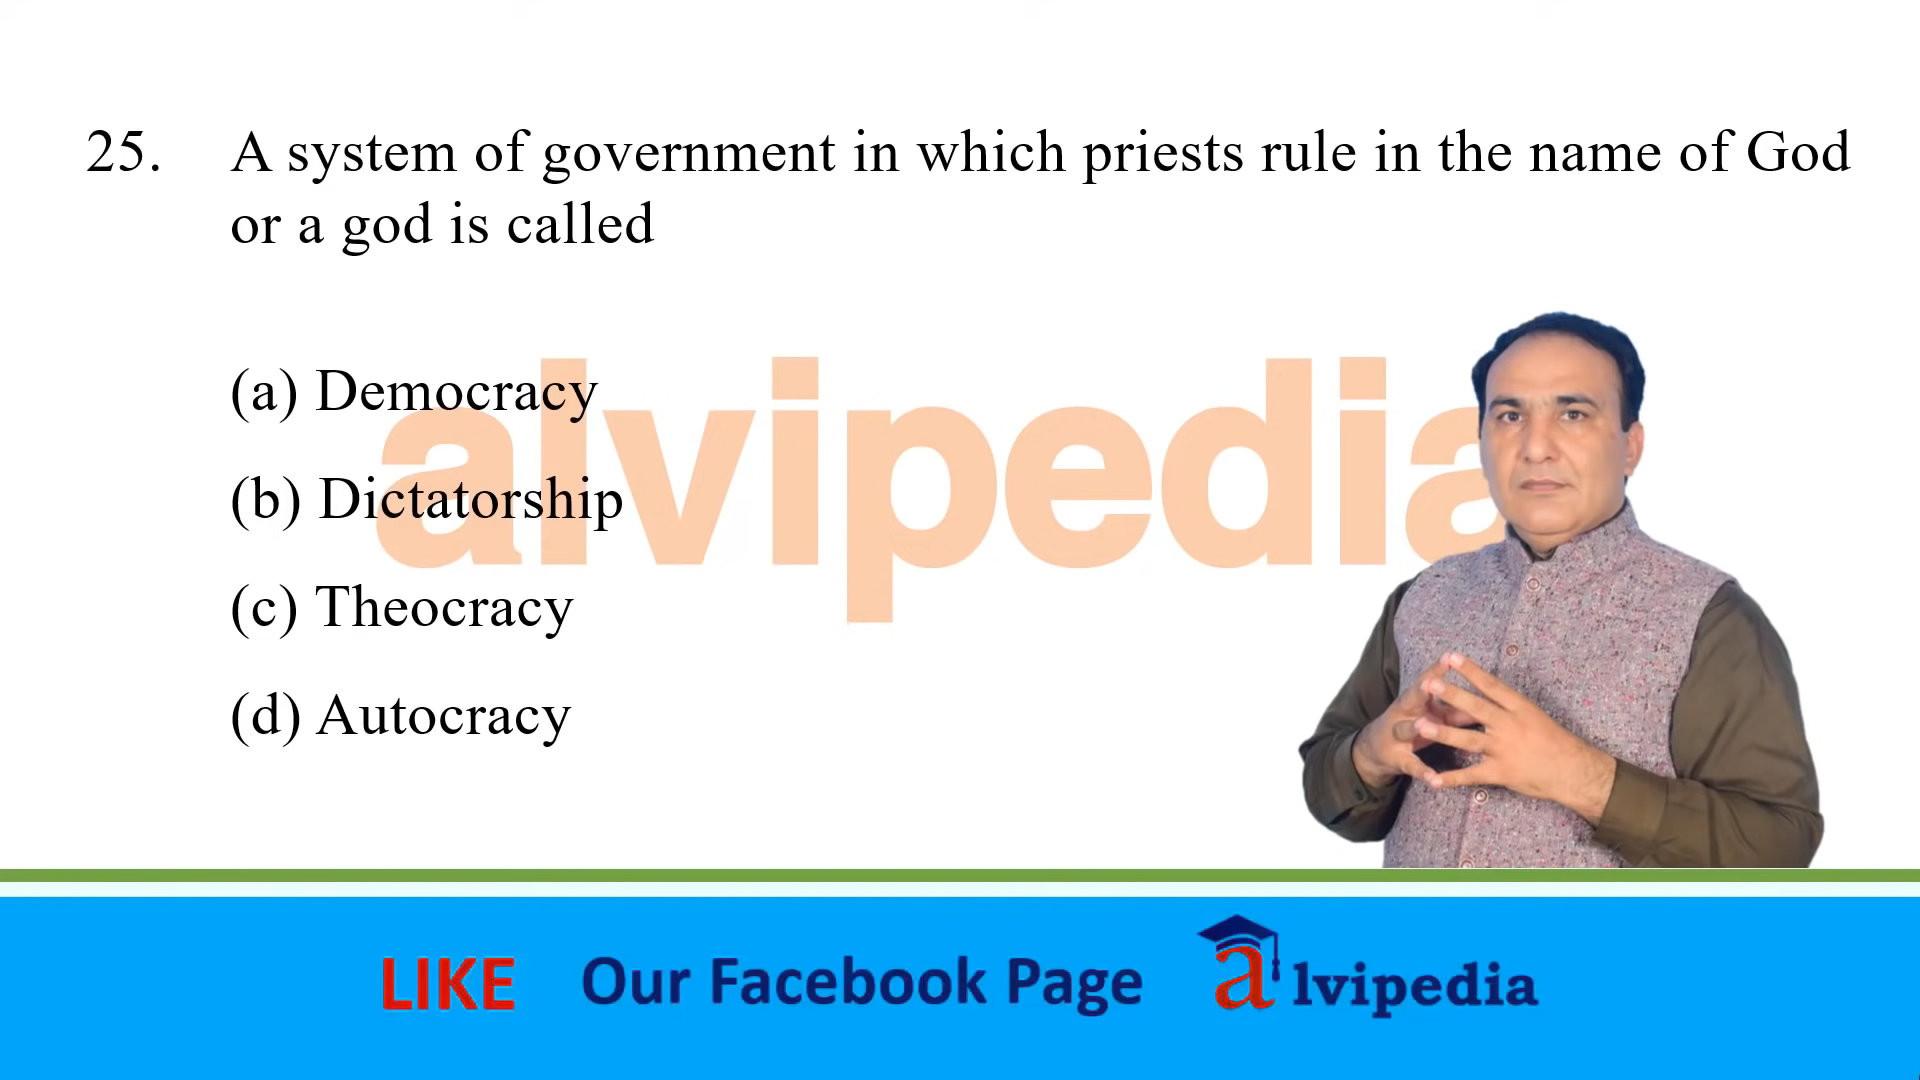 25. A system of government in which priests rule in the name of God
or a god is called
(a) Democracy
(b) Dictatorship
(c) Theocracy
(d) Autocracy
alvipedia
LIKE Our Facebook Page alvipedia